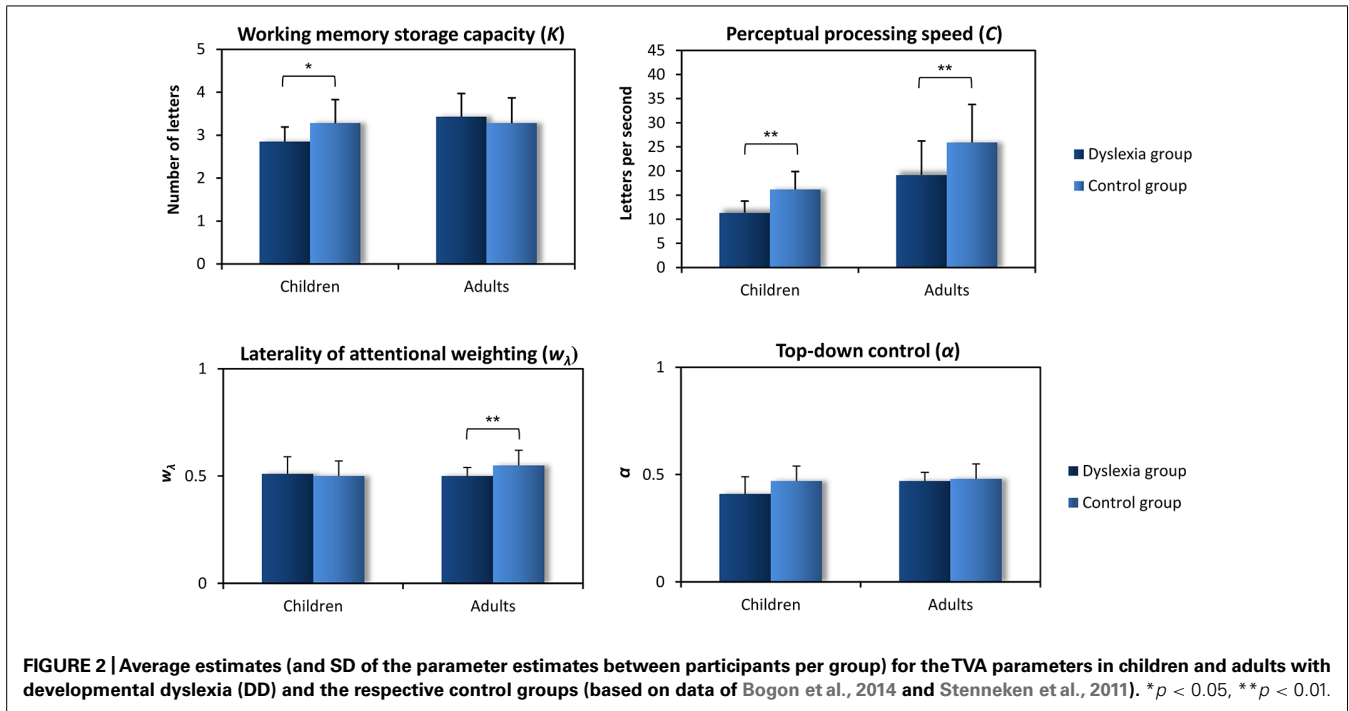 Working memory storage capacity (K)
5
4
3
2
1
0
Number of letters
*
Children
Adults
Perceptual processing speed (C)
45
40
35
30
25
20
15
10
5
0
Letters per second
**
**
Children
Adults
Dyslexia group
Control group
Laterality of attentional weighting (wλ)
1
0.5
0
wλ
**
Children
Adults
Top-down control (α)
1
0.5
0
α
Children
Adults
Dyslexia group
Control group
FIGURE 2 | Average estimates (and SD of the parameter estimates between participants per group) for the TVA parameters in children and adults with
developmental dyslexia (DD) and the respective control groups (based on data of Bogon et al., 2014 and Stenneken et al., 2011). *p < 0.05, **p < 0.01.